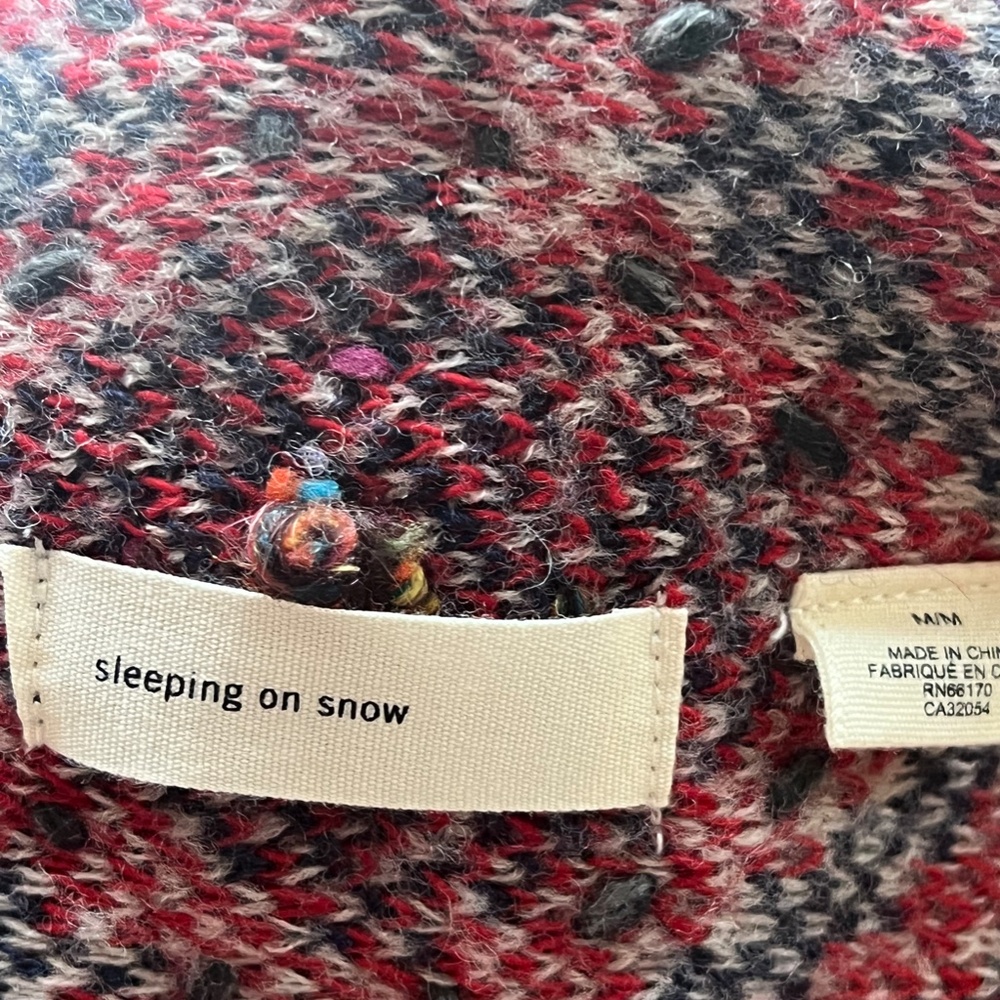 sleeping on snow
M/M
MADE IN CHIN
FABRIQUÉ EN C
RN66170
CA32054